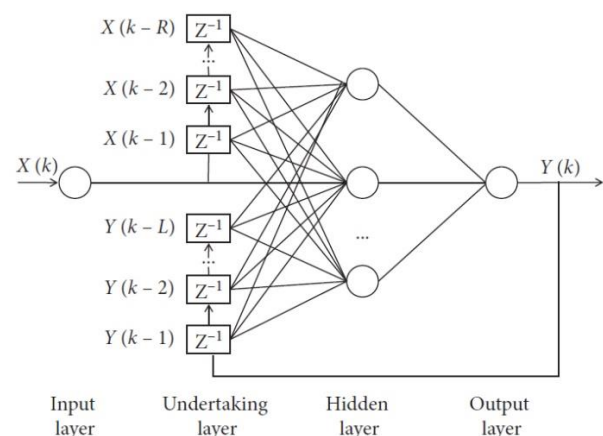 X (k – R) Z⁻¹
...
X (k – 2) Z⁻¹
X (k – 1) Z⁻¹
X (k) Y (k)
Y (k – L) Z⁻¹
...
...
Y (k – 2) Z⁻¹
Y (k – 1) Z⁻¹
Input Undertaking Hidden Output
layer layer layer layer